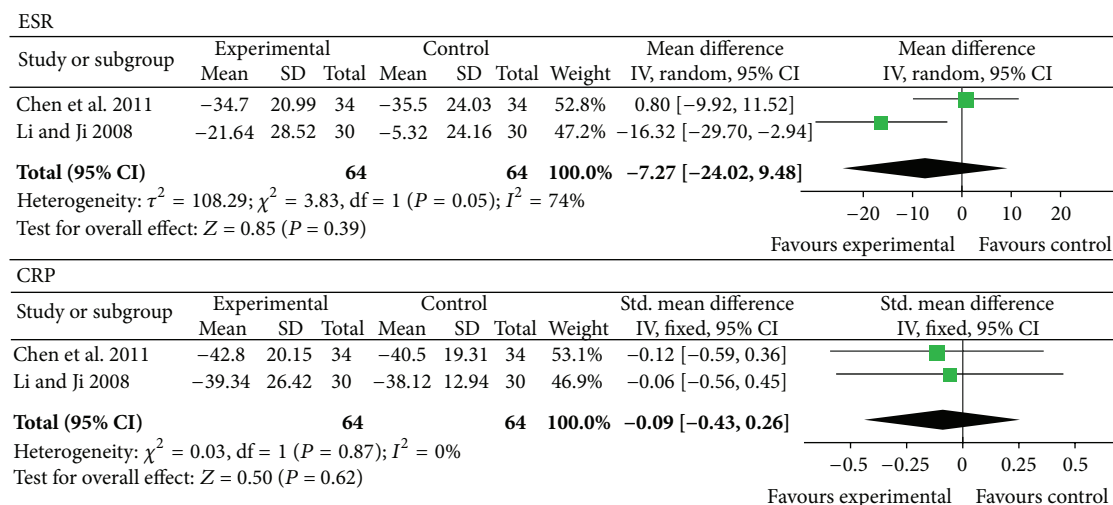 ESR
Study or subgroup Experimental Control Weight Mean difference Mean difference
Mean SD Total Mean SD Total IV, random, 95% CI IV, random, 95% CI
Chen et al. 2011 −34.7 20.99 34 −35.5 24.03 34 52.8% 0.80 [−9.92, 11.52]
Li and Ji 2008 −21.64 28.52 30 −5.32 24.16 30 47.2% −16.32 [−29.70, −2.94]
Total (95% CI) 64 64 100.0% −7.27 [−24.02, 9.48]
Heterogeneity: τ² = 108.29; χ² = 3.83, df = 1 (P = 0.05); I² = 74%
Test for overall effect: Z = 0.85 (P = 0.39)
−20 −10 0 10 20
Favours experimental Favours control
CRP
Study or subgroup Experimental Control Weight Std. mean difference Std. mean difference
Mean SD Total Mean SD Total IV, fixed, 95% CI IV, fixed, 95% CI
Chen et al. 2011 −42.8 20.15 34 −40.5 19.31 34 53.1% −0.12 [−0.59, 0.36]
Li and Ji 2008 −39.34 26.42 30 −38.12 12.94 30 46.9% −0.06 [−0.56, 0.45]
Total (95% CI) 64 64 100.0% −0.09 [−0.43, 0.26]
Heterogeneity: χ² = 0.03, df = 1 (P = 0.87); I² = 0%
Test for overall effect: Z = 0.50 (P = 0.62)
−0.5 −0.25 0 0.25 0.5
Favours experimental Favours control